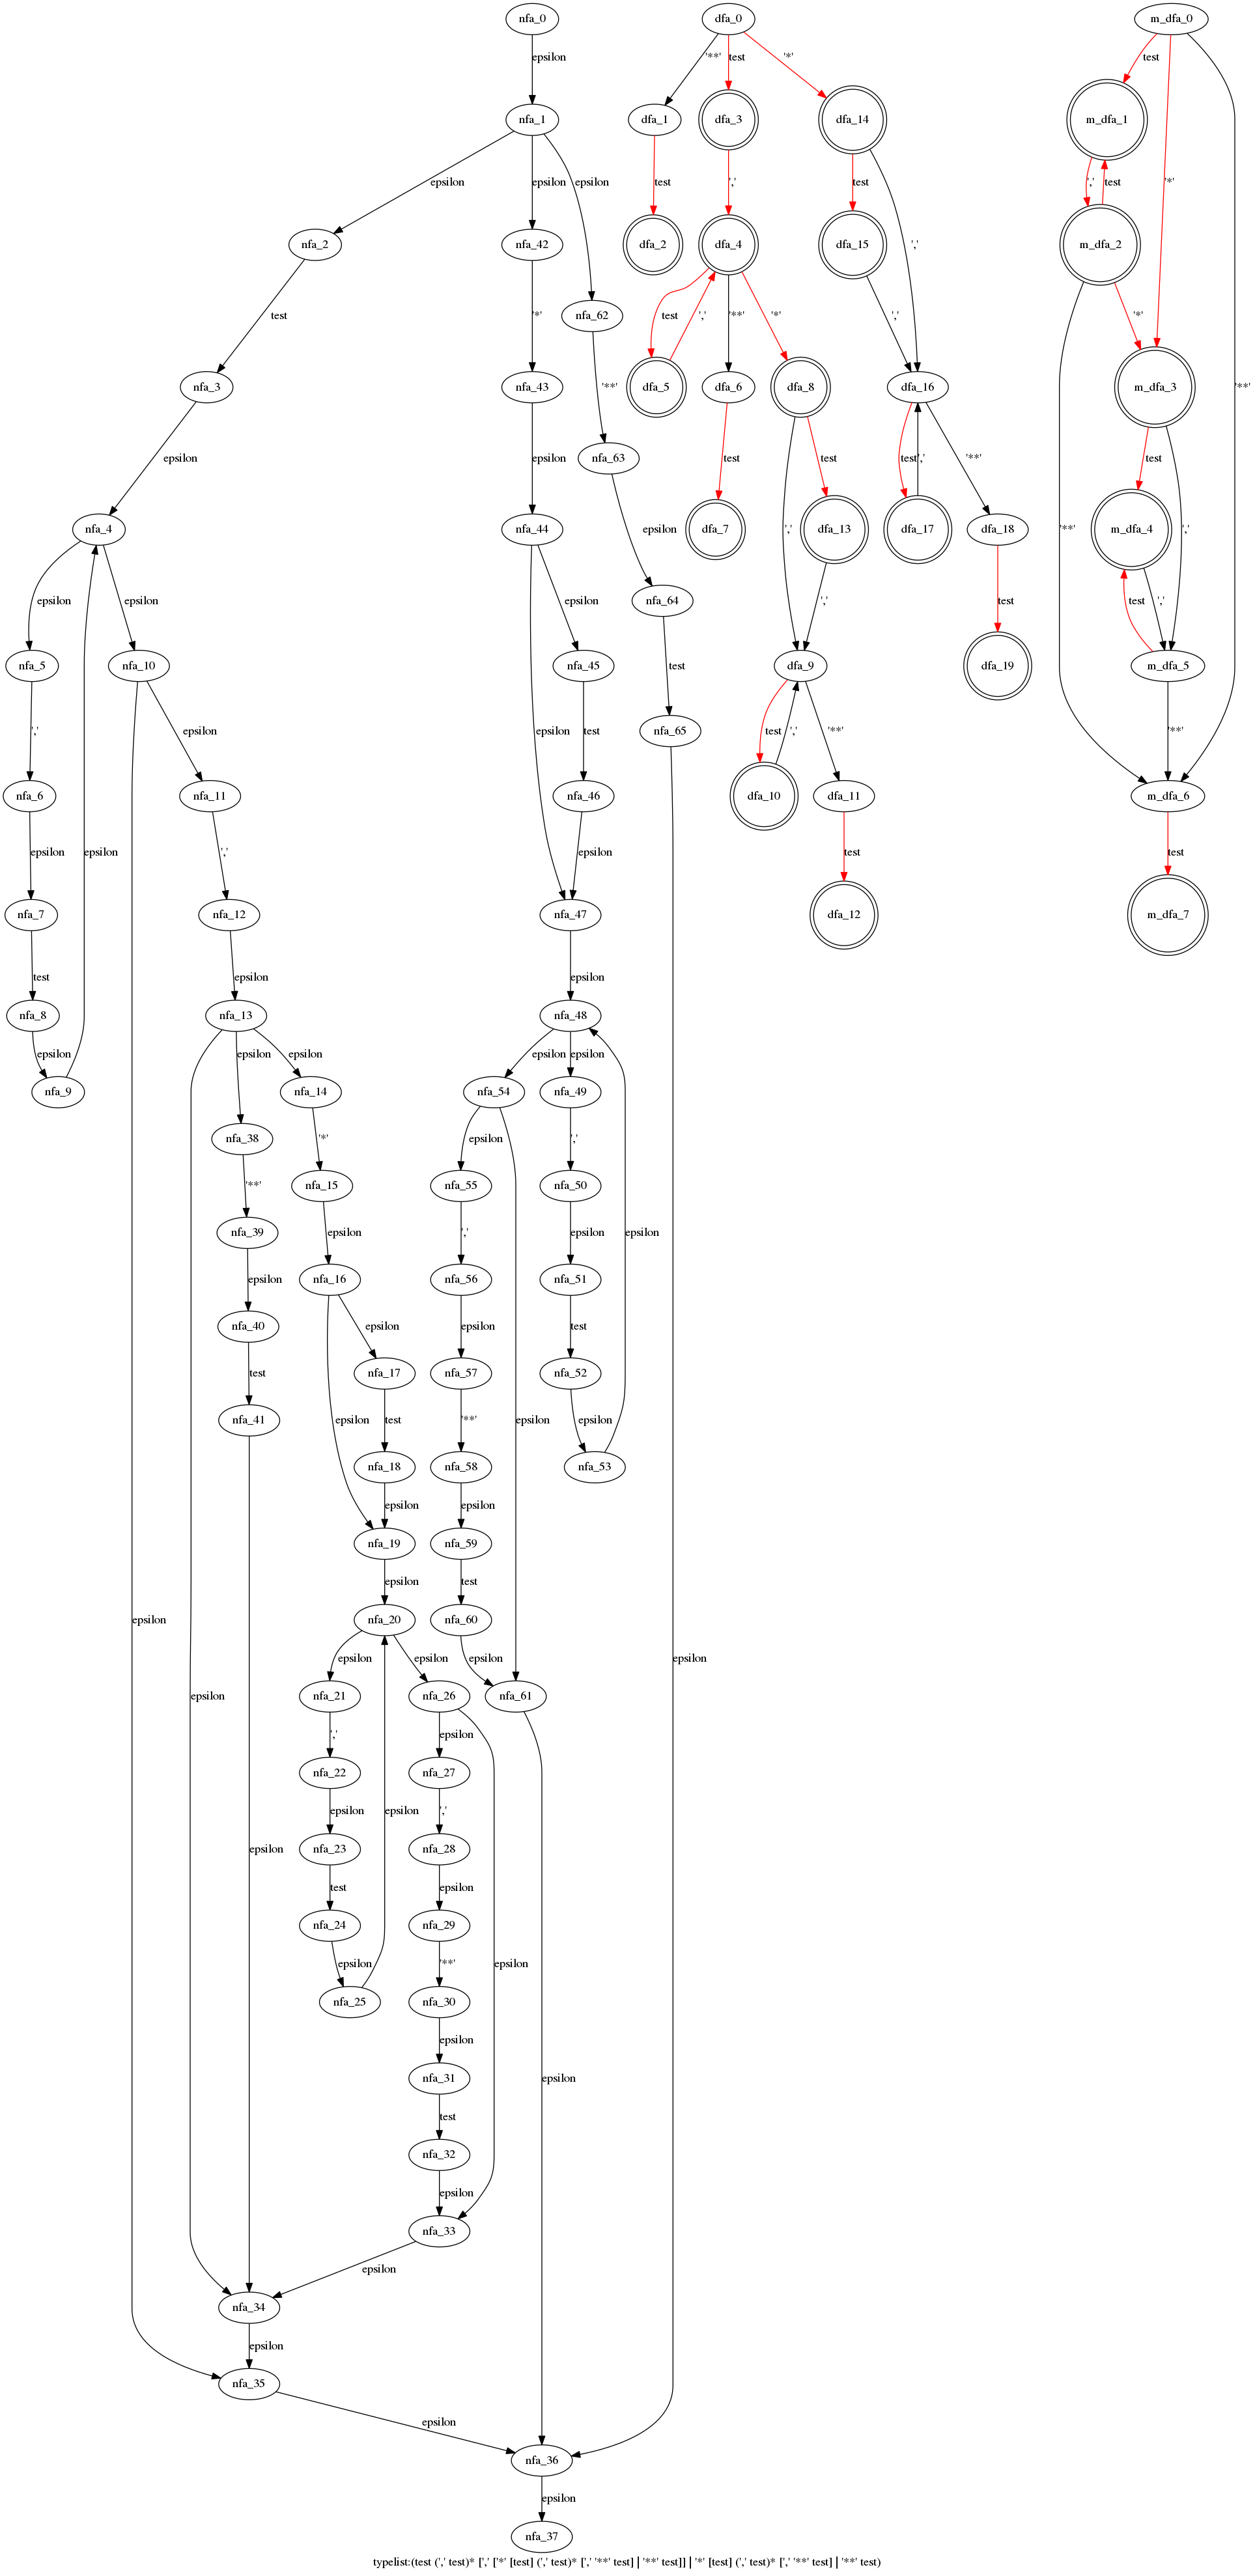 nfa_0
dfa_0
m_dfa_0
epsilon
'**'
test
'*'
test
nfa_1
dfa_1
dfa_3
dfa_14
m_dfa_1
epsilon
epsilon
epsilon
test
','
test
','
test
'*'
nfa_2
nfa_42
dfa_2
dfa_4
dfa_15
','
m_dfa_2
test
'*'
nfa_62
test
','
'**'
'*'
','
'*'
nfa_3
nfa_43
'**'
dfa_5
dfa_6
dfa_8
dfa_16
m_dfa_3
'**'
epsilon
epsilon
nfa_63
test
test
test
','
'**'
test
nfa_4
nfa_44
epsilon
dfa_7
','
dfa_13
dfa_17
dfa_18
'**'
m_dfa_4
','
epsilon
epsilon
epsilon
nfa_64
','
test
test
','
nfa_5
nfa_10
nfa_45
test
dfa_9
dfa_19
m_dfa_5
','
epsilon
epsilon
test
nfa_65
test
','
'**'
'**'
nfa_6
nfa_11
nfa_46
dfa_10
dfa_11
m_dfa_6
epsilon
epsilon
','
epsilon
test
test
nfa_7
nfa_12
nfa_47
dfa_12
m_dfa_7
test
epsilon
epsilon
nfa_8
nfa_13
nfa_48
epsilon
epsilon
epsilon
epsilon
epsilon
nfa_9
nfa_14
nfa_54
nfa_49
nfa_38
'*'
epsilon
','
'**'
nfa_15
nfa_55
nfa_50
nfa_39
epsilon
','
epsilon
epsilon
epsilon
nfa_16
nfa_56
nfa_51
nfa_40
epsilon
epsilon
test
test
nfa_17
nfa_57
nfa_52
nfa_41
epsilon
test
'**'
epsilon
epsilon
nfa_18
nfa_58
nfa_53
epsilon
epsilon
nfa_19
nfa_59
epsilon
test
epsilon
nfa_20
nfa_60
epsilon
epsilon
epsilon
epsilon
epsilon
nfa_21
nfa_26
nfa_61
','
epsilon
nfa_22
nfa_27
epsilon
epsilon
','
epsilon
nfa_23
nfa_28
test
epsilon
nfa_24
nfa_29
epsilon
'**'
epsilon
nfa_25
nfa_30
epsilon
nfa_31
epsilon
test
nfa_32
epsilon
nfa_33
epsilon
nfa_34
epsilon
nfa_35
epsilon
nfa_36
epsilon
nfa_37
typelist:(test (',' test)* [',' ['*' [test] (',' test)* [',' '**' test] | '**' test]] | '*' [test] (',' test)* [',' '**' test] | '**' test)